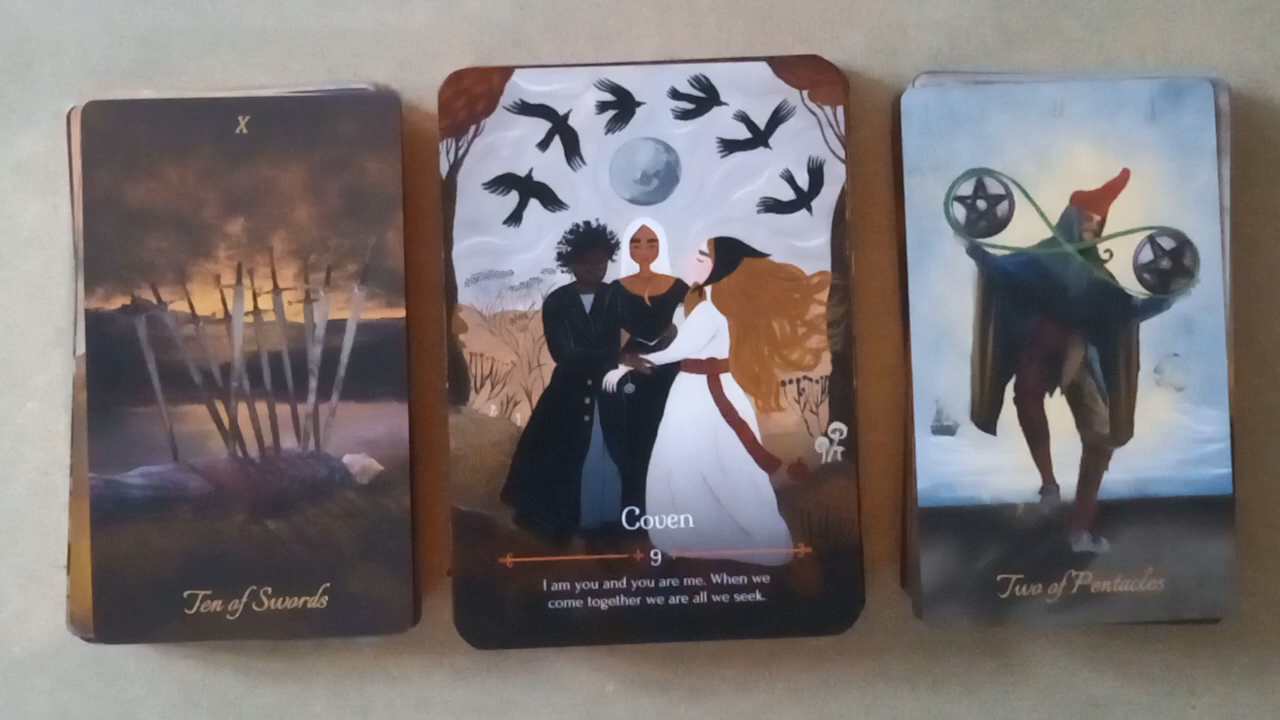 X
Ten of Swords
Coven
9
I am you and you are me. When we
come together we are all we seek.
II
Two of Pentacles